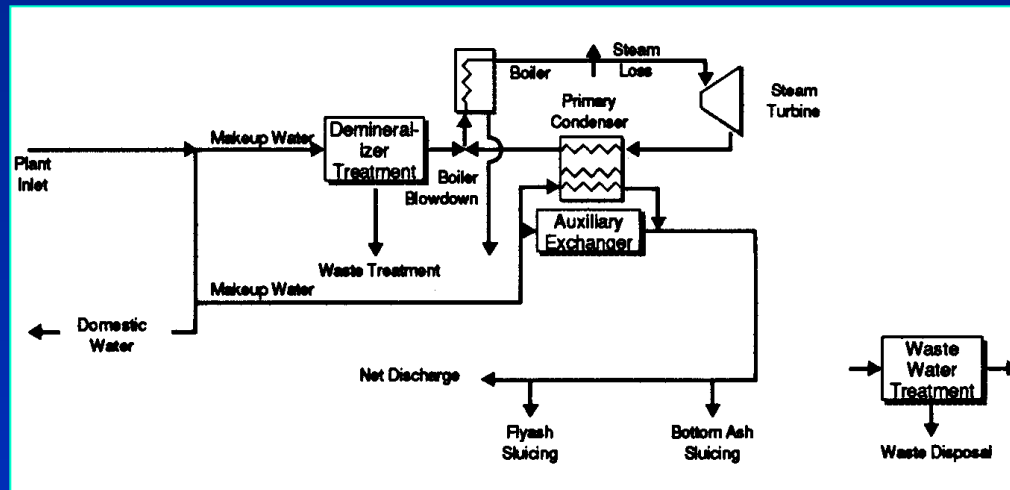 Steam
Loss
Boiler
Steam
Turbine
Primary
Condenser
Makeup Water
Demineral-
izer
Treatment
Plant
Inlet
Boiler
Blowdown
Auxiliary
Exchanger
Waste Treatment
Makeup Water
Domestic
Water
Waste
Water
Treatment
Net Discharge
Flyash
Sluicing
Bottom Ash
Sluicing
Waste Disposal